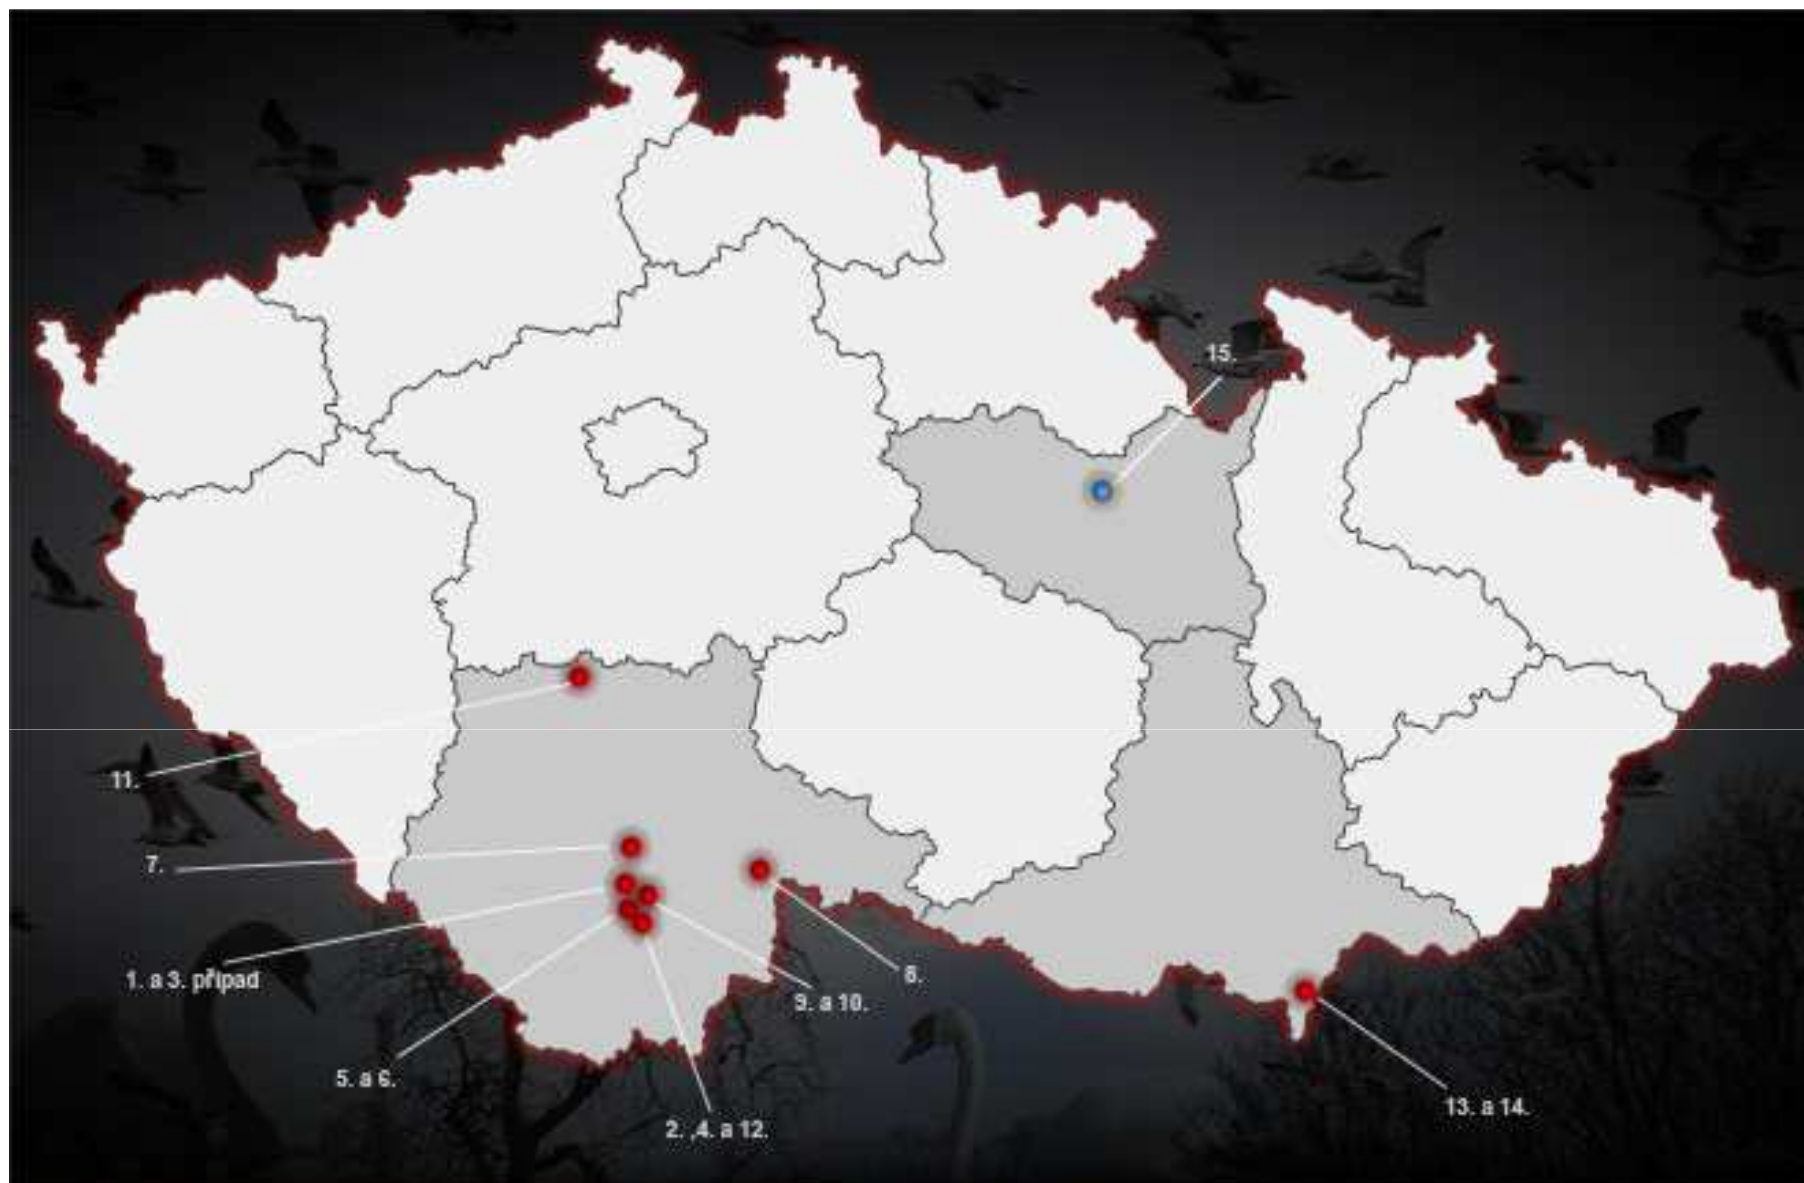 15.
11.
7.
1. a 3. případ
8.
9. a 10.
5. a 6.
13. a 14.
2. ,4. a 12.